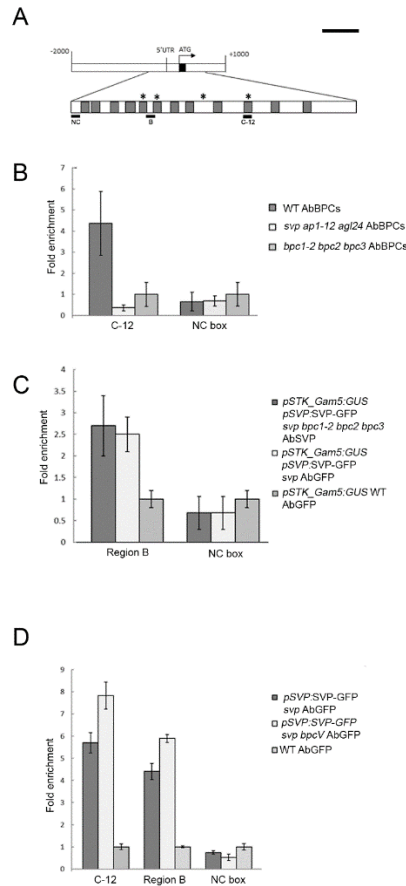 A
-2000
5'UTR
ATG
+1000
* * * *
NC
B
C-12
B
Fold enrichment
7
6
5
4
3
2
1
0
C-12
NC box
WT AbBPCs
svp ap1-12 agl24 AbBPCs
bpc1-2 bpc2 bpc3 AbBPCs
C
Fold enrichment
4
3.5
3
2.5
2
1.5
1
0.5
0
Region B
NC box
pSTK_Gam5:GUS
pSVP:SVP-GFP
svp bpc1-2 bpc2 bpc3
AbSVP
pSTK_Gam5:GUS
pSVP:SVP-GFP
svp AbGFP
pSTK_Gam5:GUS WT
AbGFP
D
Fold enrichment
9
8
7
6
5
4
3
2
1
0
C-12
Region B
NC box
pSVP:SVP-GFP
svp AbGFP
pSVP:SVP-GFP
svp bpcV AbGFP
WT AbGFP